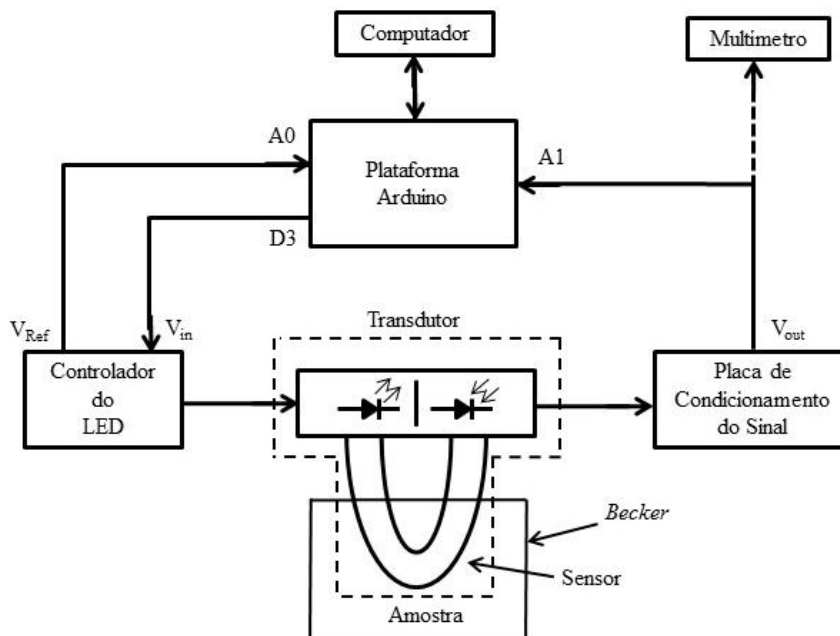 Computador
Multímetro
A0
Plataforma
Arduino
A1
D3
V_Ref
V_in
Transdutor
V_out
Controlador
do
LED
Placa de
Condicionamento
do Sinal
Becker
Sensor
Amostra